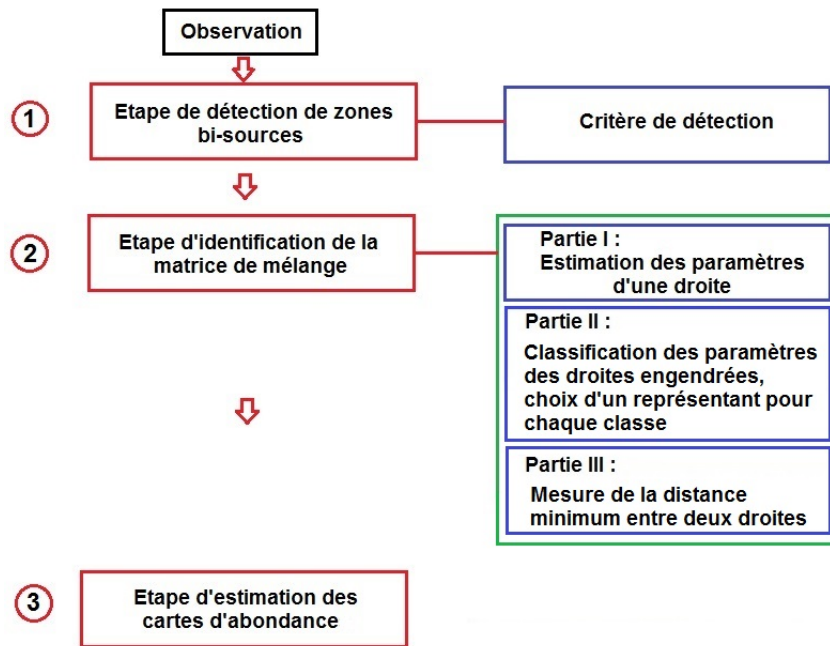 Observation
1
Etape de détection de zones
bi-sources
Critère de détection
2
Etape d'identification de la
matrice de mélange
Partie I :
Estimation des paramètres
d'une droite
Partie II :
Classification des paramètres
des droites engendrées,
choix d'un représentant pour
chaque classe
Partie III :
Mesure de la distance
minimum entre deux droites
3
Etape d'estimation des
cartes d'abondance